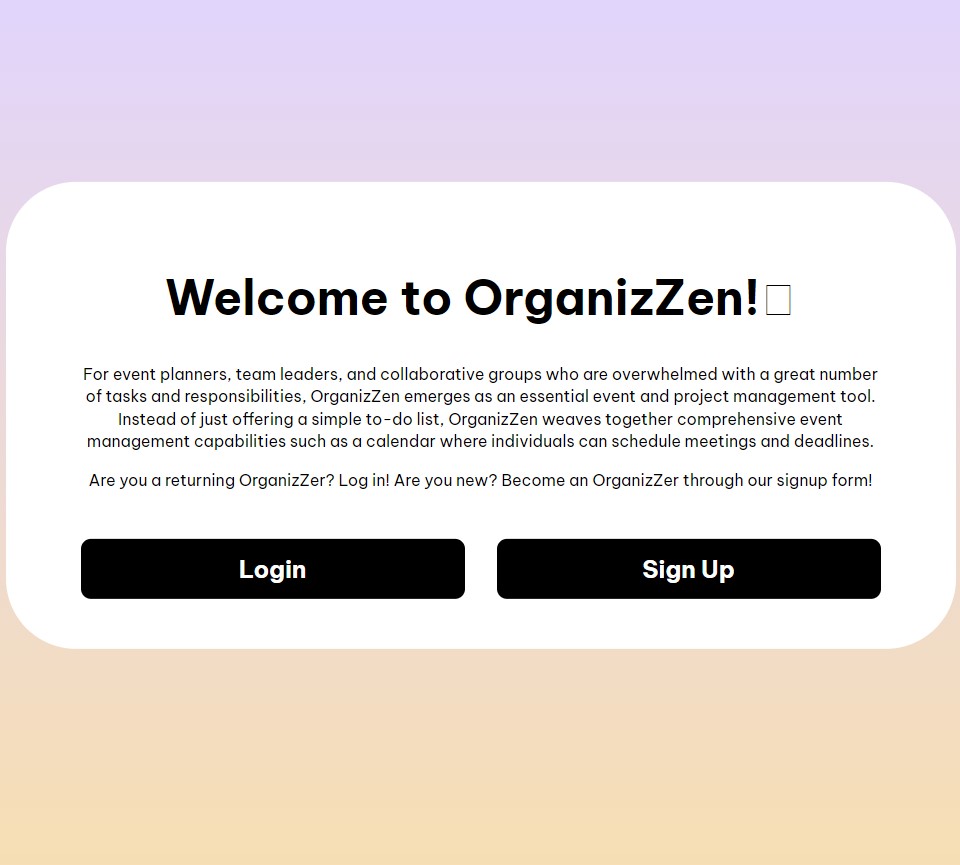 Welcome to OrganizZen!
For event planners, team leaders, and collaborative groups who are overwhelmed with a great number
of tasks and responsibilities, OrganizZen emerges as an essential event and project management tool.
Instead of just offering a simple to-do list, OrganizZen weaves together comprehensive event
management capabilities such as a calendar where individuals can schedule meetings and deadlines.
Are you a returning OrganizZer? Log in! Are you new? Become an OrganizZer through our signup form!
Login
Sign Up